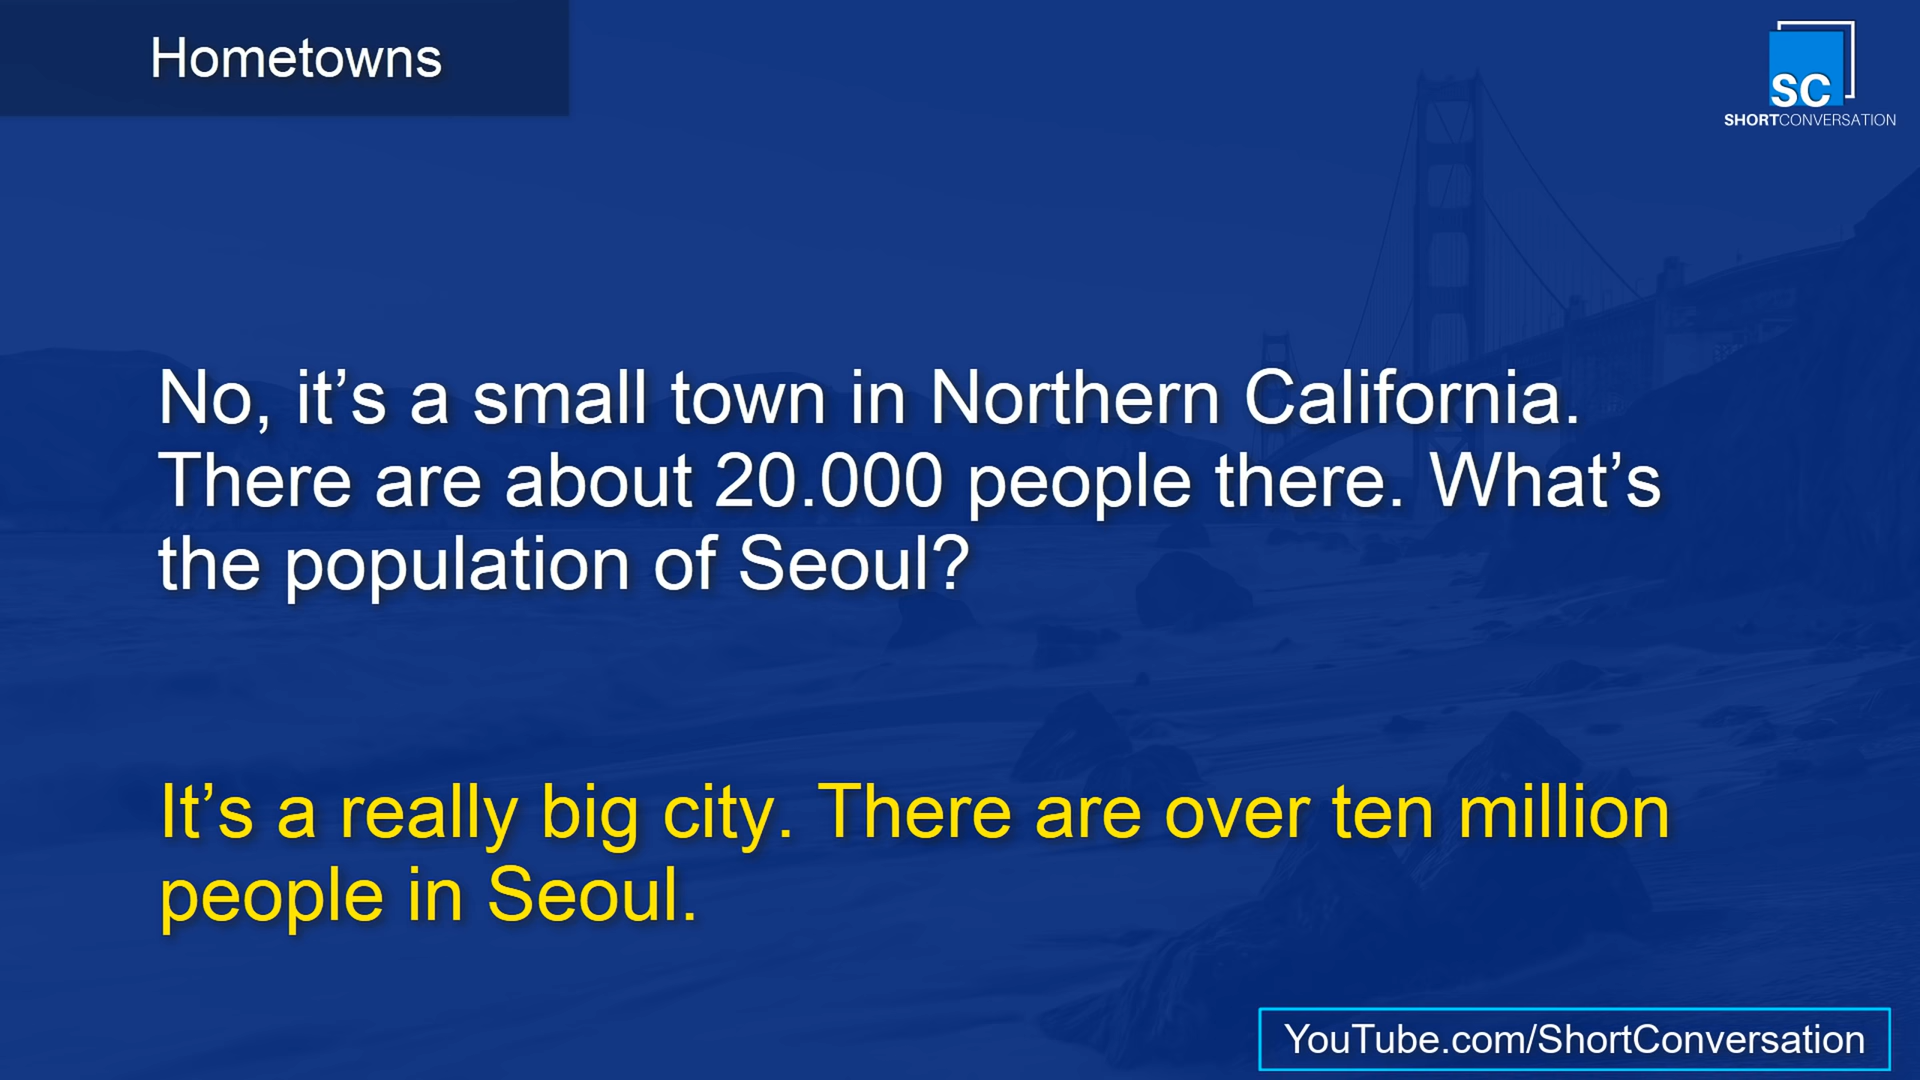 Hometowns
SC
SHORTCONVERSATION
No, it’s a small town in Northern California.
There are about 20.000 people there. What’s
the population of Seoul?
It’s a really big city. There are over ten million
people in Seoul.
YouTube.com/ShortConversation